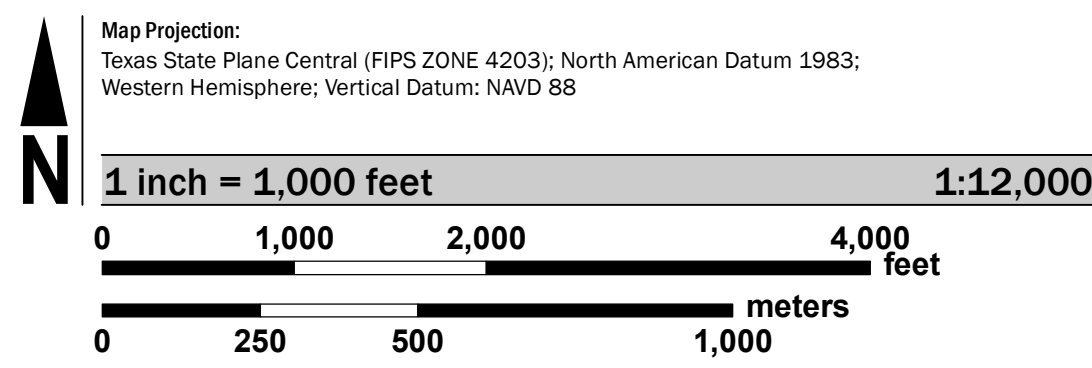 Map Projection:
Texas State Plane Central (FIPS ZONE 4203); North American Datum 1983;
Western Hemisphere; Vertical Datum: NAVD 88
N
1 inch = 1,000 feet 1:12,000
0 1,000 2,000 4,000
feet
meters
0 250 500 1,000